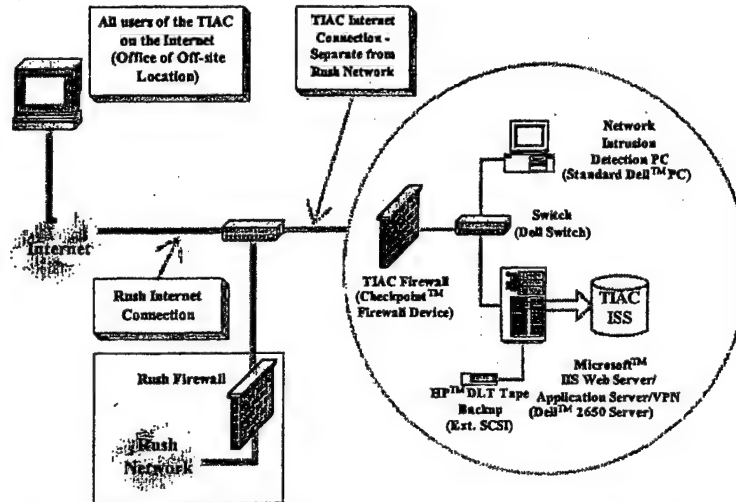 All users of the TIAC
on the Internet
(Office of Off-site
Location)
TIAC Internet
Connection -
Separate from
Rush Network
Network
Intrusion
Detection PC
(Standard Dell™ PC)
Switch
(Dell Switch)
Internet
TIAC Firewall
(Checkpoint™
Firewall Device)
TIAC
ISS
Rush Internet
Connection
Microsoft™
IIS Web Server/
Application Server/VPN
(Dell™ 2650 Server)
HP™ DLT Tape
Backup
(Ext. SCSI)
Rush Firewall
Rush
Network